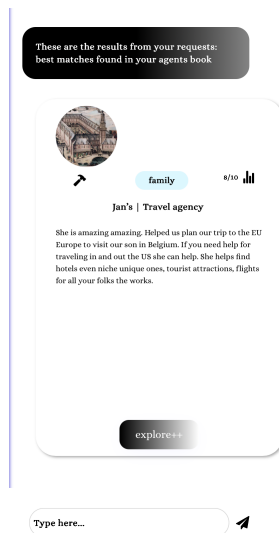 These are the results from your requests:
best matches found in your agents book
family
8/10
Jan's | Travel agency
She is amazing amazing. Helped us plan our trip to the EU
Europe to visit our son in Belgium. If you need help for
traveling in and out the US she can help. She helps find
hotels even niche unique ones, tourist attractions, flights
for all your folks the works.
explore++
Type here...